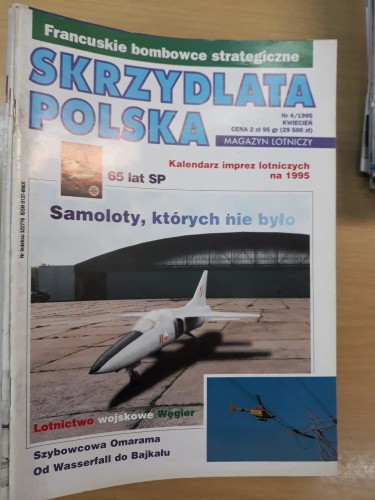 Francuskie bombowce strategiczne
SKRZYDLATA
POLSKA
Nr 4/1995
KWIECIEŃ
CENA 2 zł 95 gr (29 500 zł)
MAGAZYN LOTNICZY
Kalendarz imprez lotniczych
na 1995
65 lat SP
Samoloty, których nie było
Lotnictwo wojskowe Węgier
Szybowcowa Omarama
Od Wasserfall do Bajkału